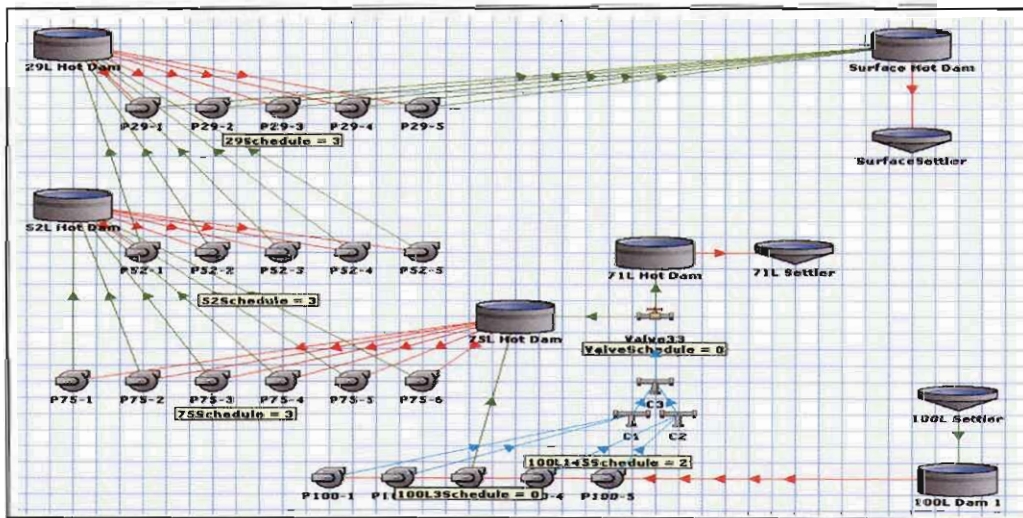 29L Hot Dam
Surface Hot Dam
P29-1 P29-2 P29-3 P29-4 P29-5
29Schedule = 3
SurfaceSettler
52L Hot Dam
P52-1 P52-2 P52-3 P52-4 P52-5
71L Hot Dam
71L Settler
52Schedule = 3
75L Hot Dam
Valve33
ValveSchedule = 0
P75-1 P75-2 P75-3 P75-4 P75-5 P75-6
C3
75Schedule = 3
C1 C2
100L Settler
100L145Schedule = 2
P100-1
100L3Schedule = 0
P100-5
100L Dam 1